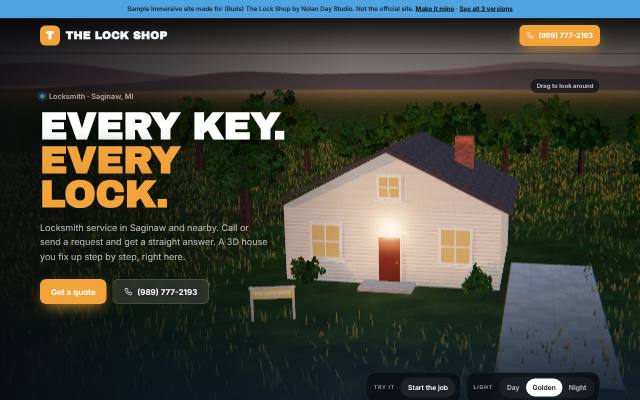 Sample Immersive site made for (Buds) The Lock Shop by Nolan Day Studio. Not the official site. Make it mine · See all 3 versions
T THE LOCK SHOP
(989) 777-2193
Drag to look around
Locksmith · Saginaw, MI
EVERY KEY.
EVERY
LOCK.
Locksmith service in Saginaw and nearby. Call or
send a request and get a straight answer. A 3D house
you fix up step by step, right here.
Get a quote
(989) 777-2193
TRY IT Start the job
LIGHT Day Golden Night